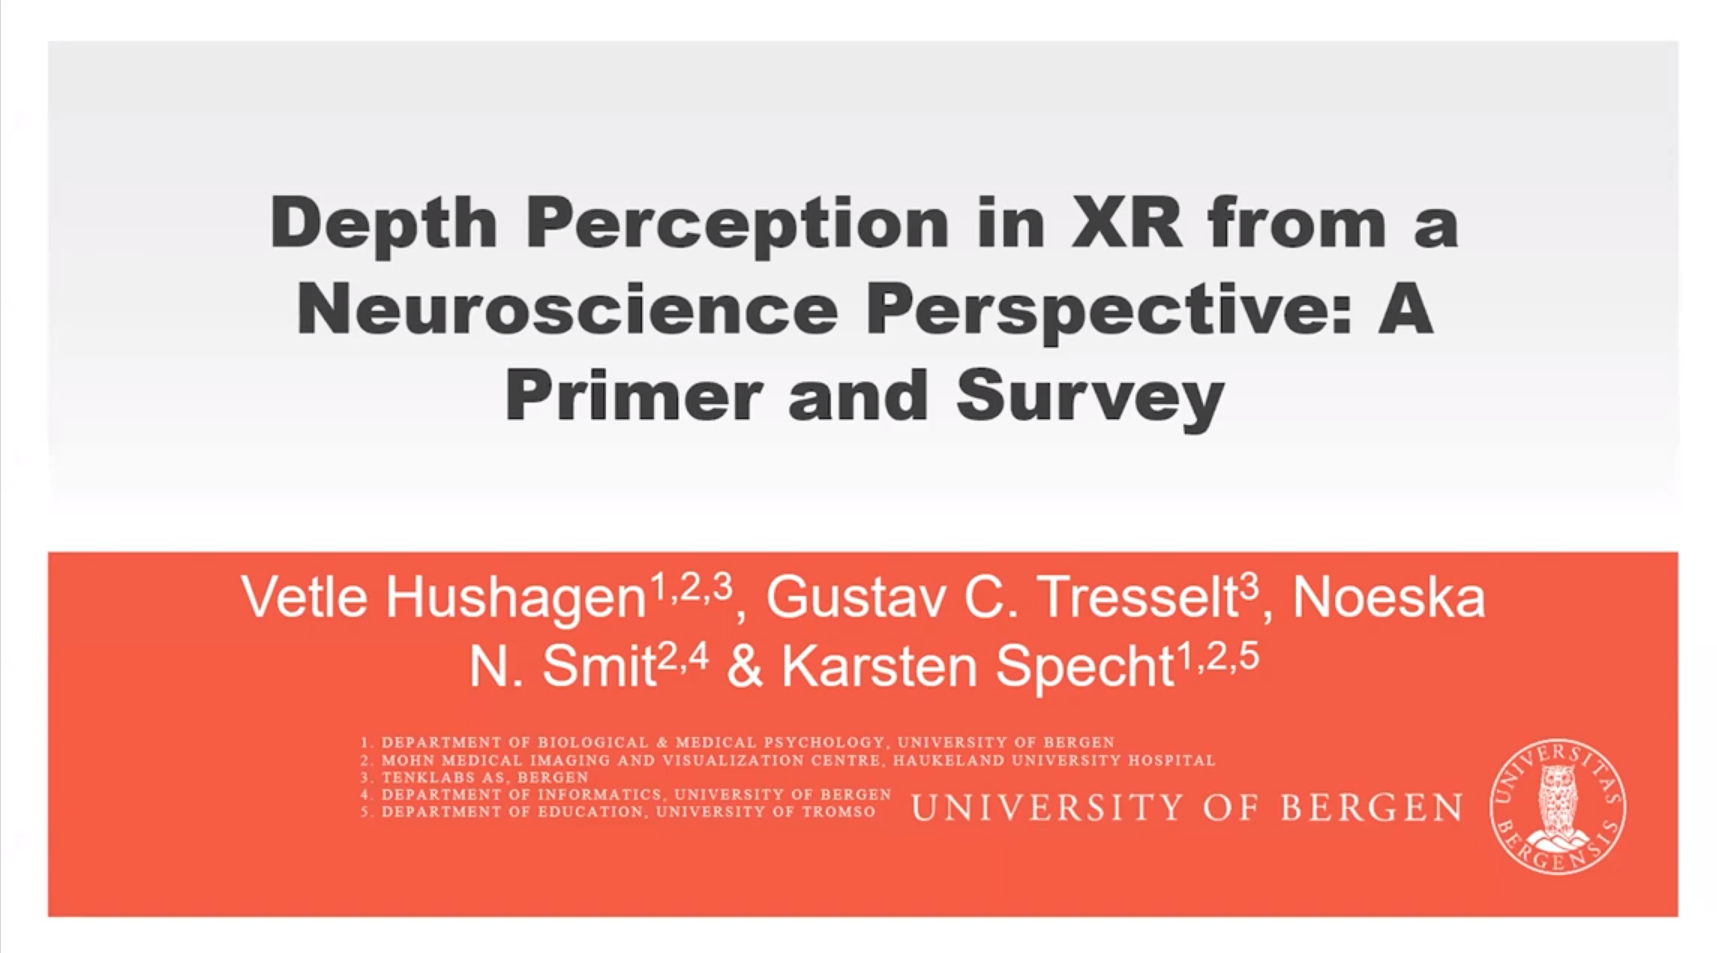 Depth Perception in XR from a
Neuroscience Perspective: A
Primer and Survey
Vetle Hushagen1,2,3, Gustav C. Tresselt3, Noeska
N. Smit2,4 & Karsten Specht1,2,5
1. DEPARTMENT OF BIOLOGICAL & MEDICAL PSYCHOLOGY, UNIVERSITY OF BERGEN
2. MOHN MEDICAL IMAGING AND VISUALIZATION CENTRE, HAUKELAND UNIVERSITY HOSPITAL
3. TENKLABS AS, BERGEN
4. DEPARTMENT OF INFORMATICS, UNIVERSITY OF BERGEN
5. DEPARTMENT OF EDUCATION, UNIVERSITY OF TROMSO
UNIVERSITY OF BERGEN
UNIVERSITAS
BERGENSIS